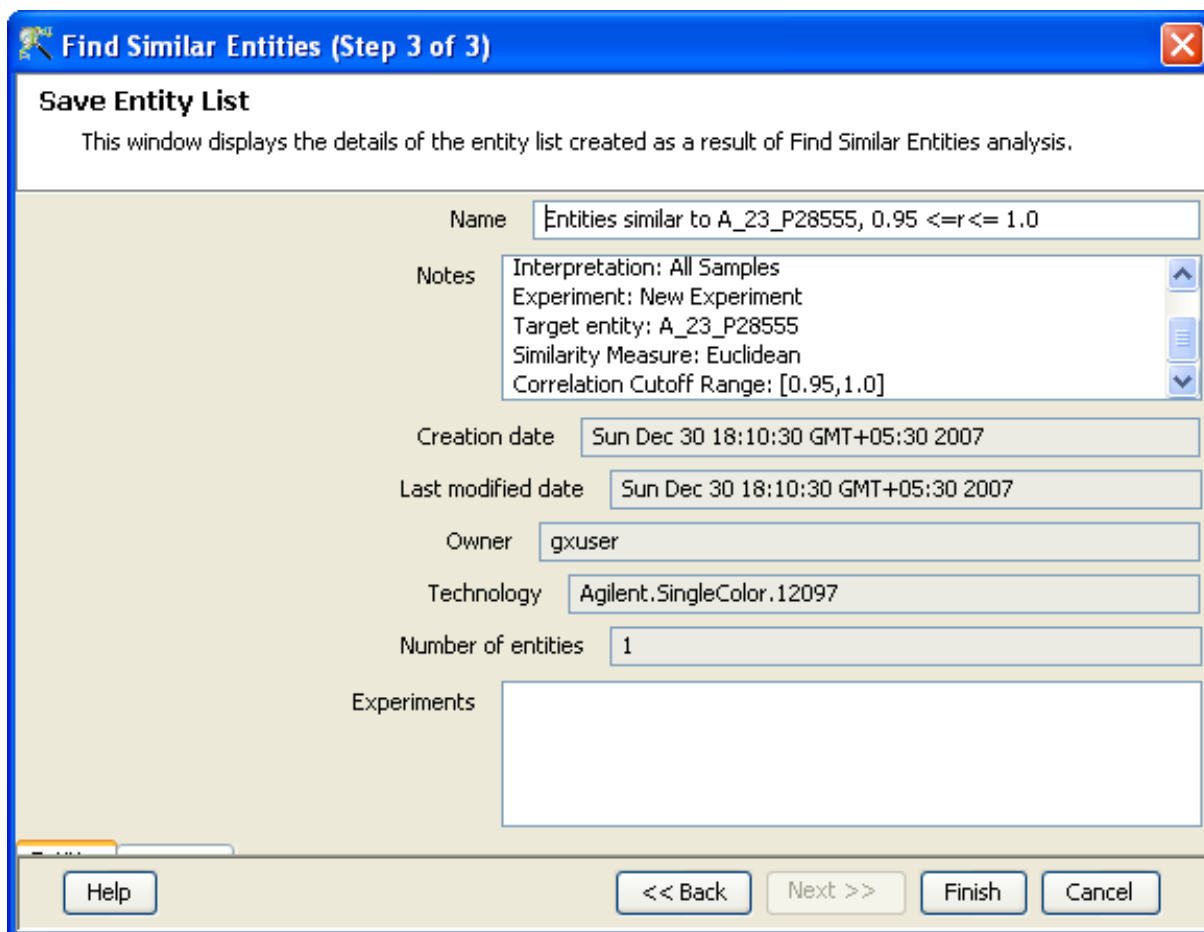 Find Similar Entities (Step 3 of 3)
Save Entity List
This window displays the details of the entity list created as a result of Find Similar Entities analysis.
Name Entities similar to A_23_P28555, 0.95 <=r<= 1.0
Notes Interpretation: All Samples
Experiment: New Experiment
Target entity: A_23_P28555
Similarity Measure: Euclidean
Correlation Cutoff Range: [0.95,1.0]
Creation date Sun Dec 30 18:10:30 GMT+05:30 2007
Last modified date Sun Dec 30 18:10:30 GMT+05:30 2007
Owner gxuser
Technology Agilent.SingleColor.12097
Number of entities 1
Experiments
Help << Back Next >> Finish Cancel